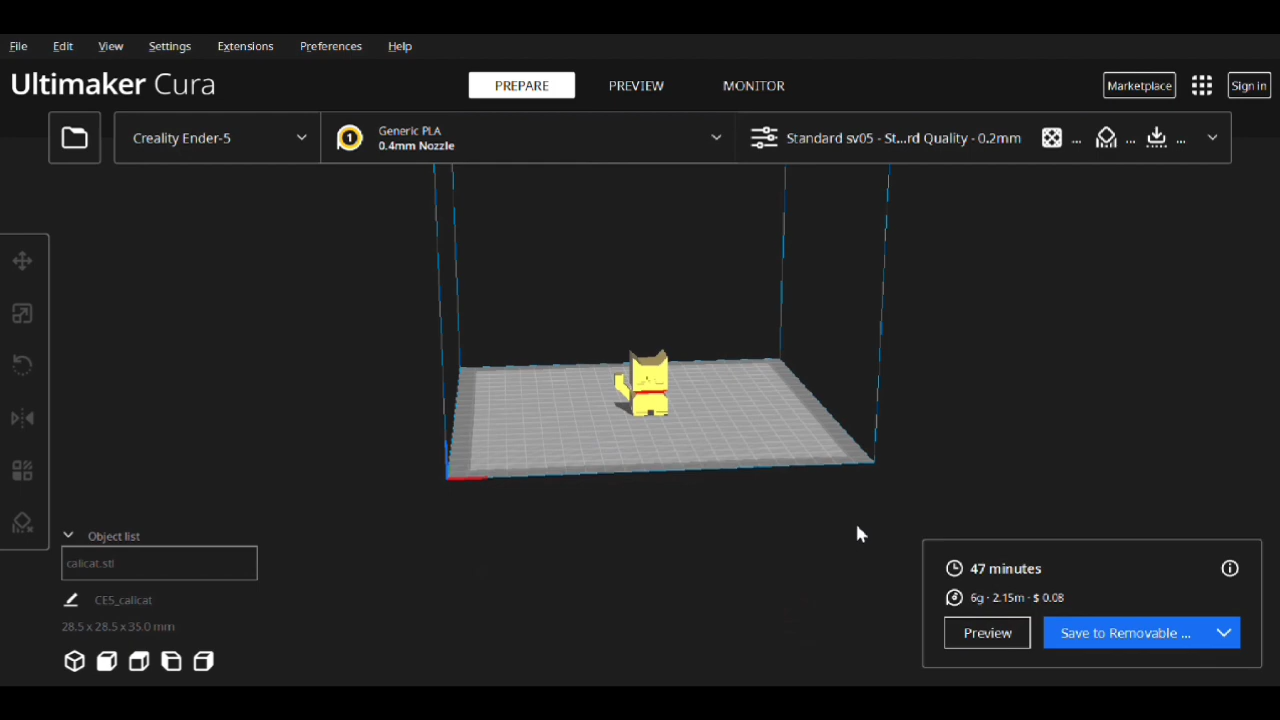 File Edit View Settings Extensions Preferences Help
Ultimaker Cura
PREPARE PREVIEW MONITOR
Marketplace Sign in
Creality Ender-5
1
Generic PLA
0.4mm Nozzle
Standard sv05 - St...rd Quality - 0.2mm ... ... ...
Object list
calicat.stl
CE5_calicat
28.5 x 28.5 x 35.0 mm
47 minutes
6g · 2.15m · $ 0.08
Preview
Save to Removable ...